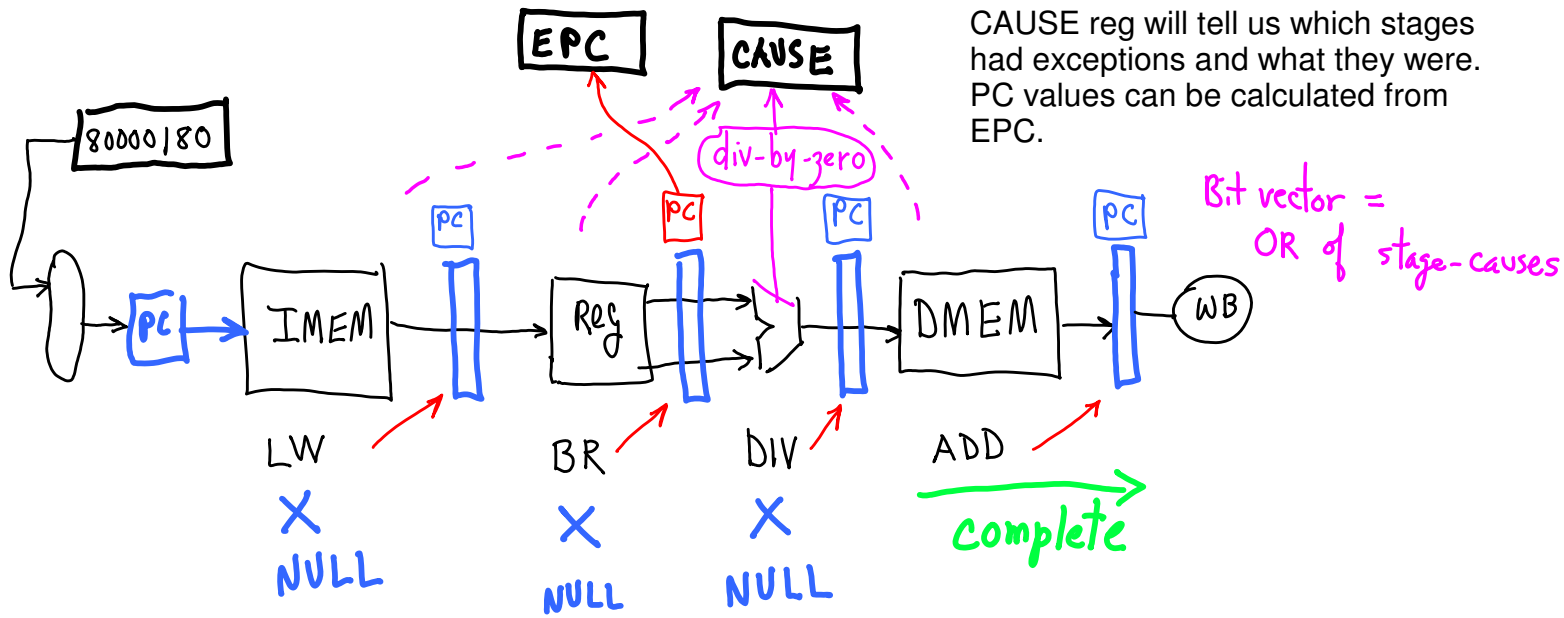 EPC
CAUSE
CAUSE reg will tell us which stages
had exceptions and what they were.
PC values can be calculated from
EPC.
80000180
div-by-zero
PC
PC
PC
PC
Bit vector =
OR of stage-causes
PC
IMEM
Reg
DMEM
WB
LW
BR
DIV
ADD
X
X
X
complete
NULL
NULL
NULL